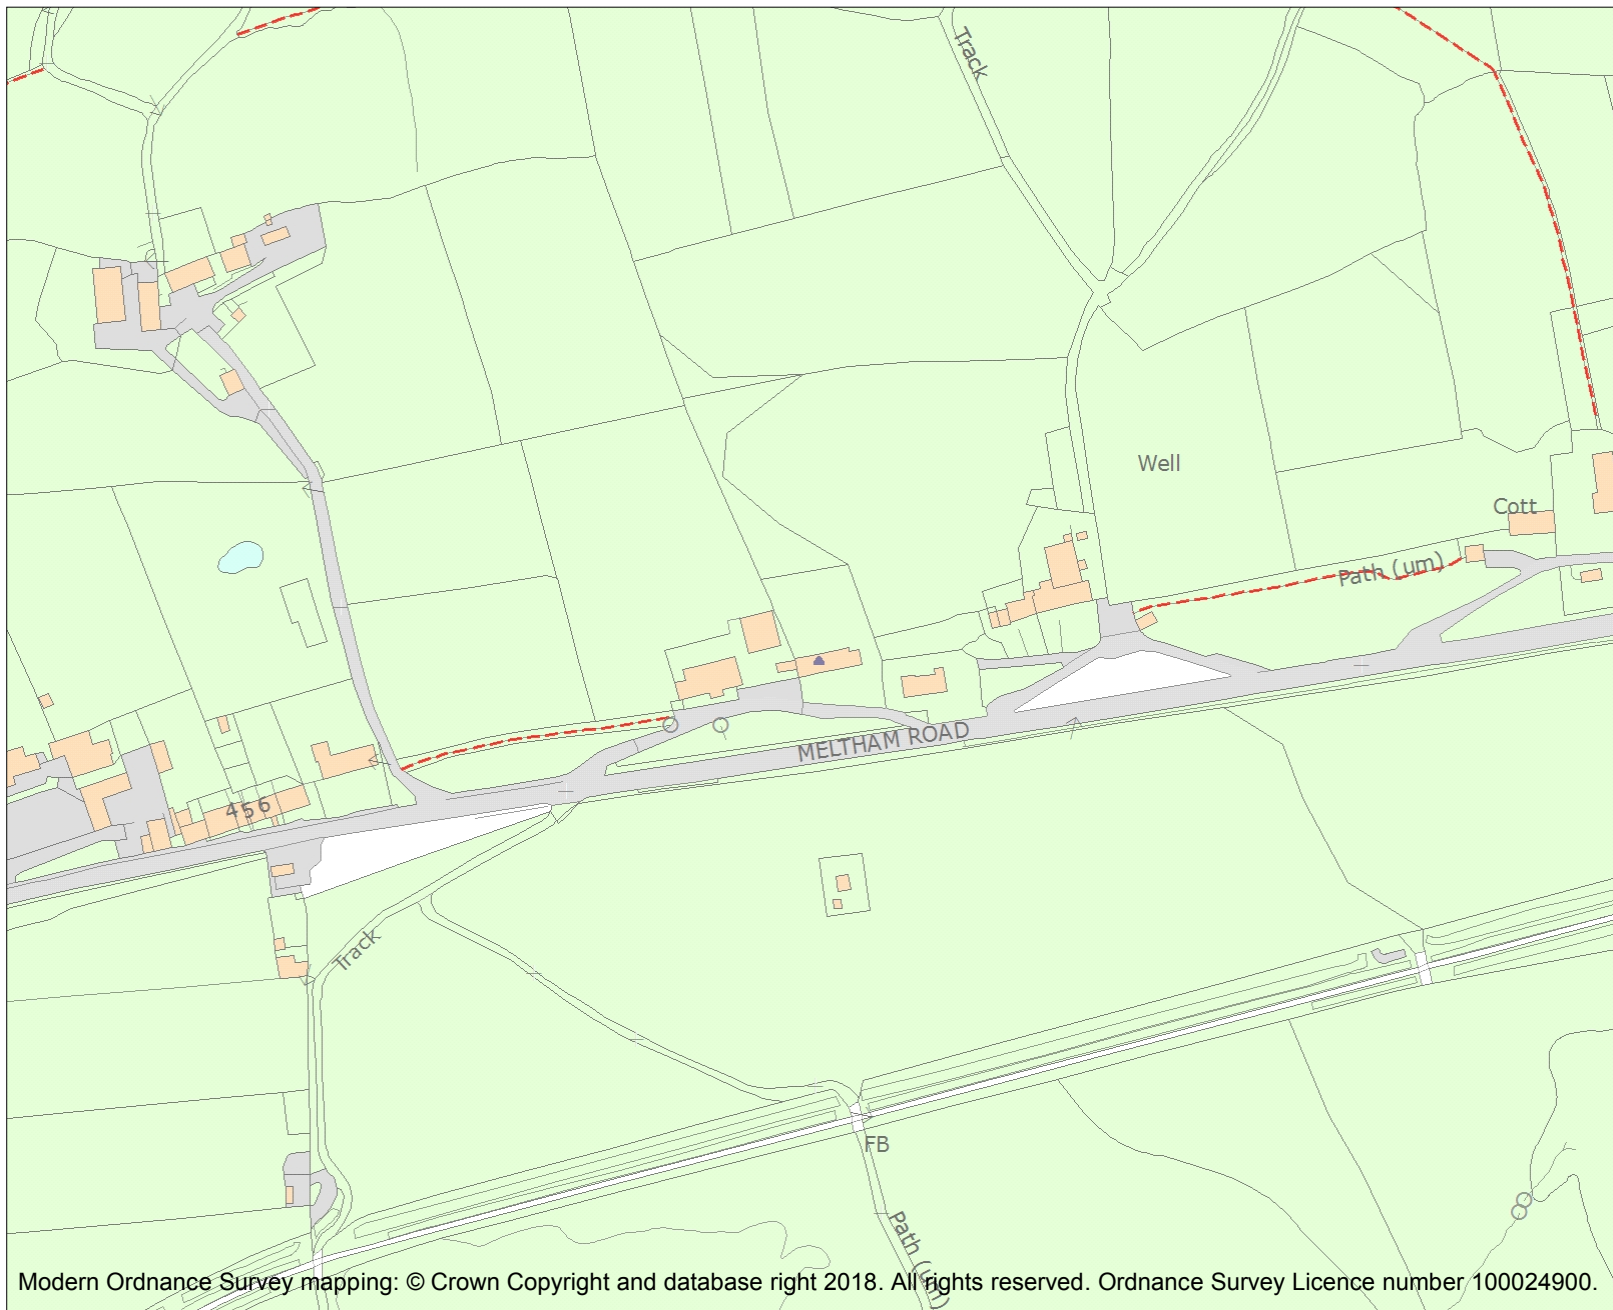 Track
Well
Cott
Path (um)
MELTHAM ROAD
456
Track
FB
Path (um)
Modern Ordnance Survey mapping: © Crown Copyright and database right 2018. All rights reserved. Ordnance Survey Licence number 100024900.